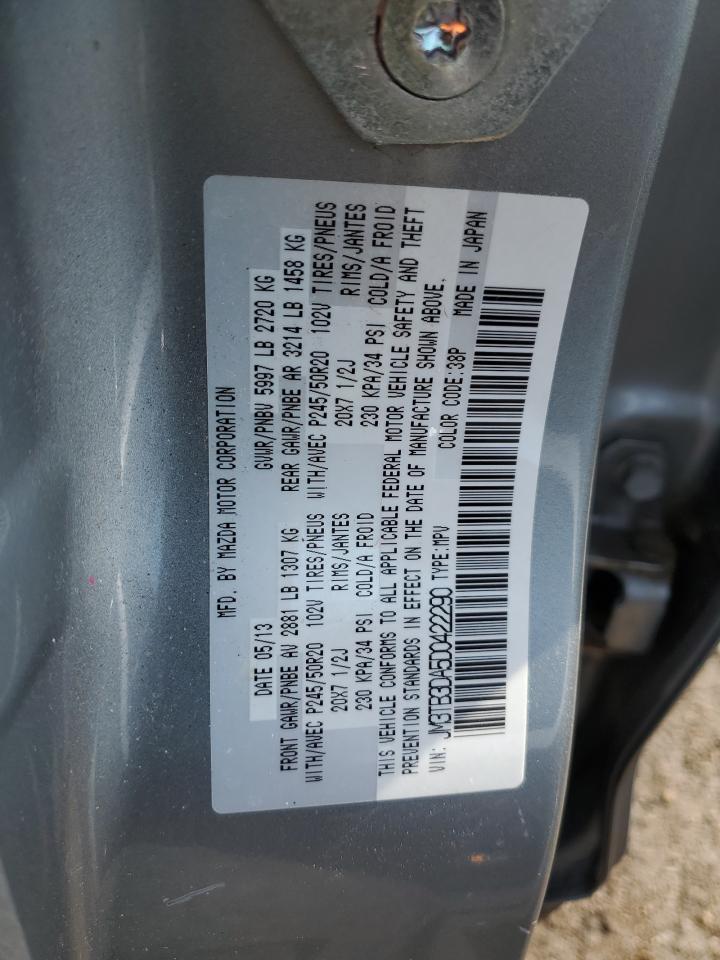 MFD. BY MAZDA MOTOR CORPORATION
DATE 05/13 GVWR/PNBV 5997 LB 2720 KG
FRONT GAWR/PNBE AV 2881 LB 1307 KG REAR GAWR/PNBE AR 3214 LB 1458 KG
WITH/AVEC P245/50R20 102V TIRES/PNEUS WITH/AVEC P245/50R20 102V TIRES/PNEUS
20X7 1/2J RIMS/JANTES 20X7 1/2J RIMS/JANTES
230 KPA/34 PSI COLD/A FROID 230 KPA/34 PSI COLD/A FROID
THIS VEHICLE CONFORMS TO ALL APPLICABLE FEDERAL MOTOR VEHICLE SAFETY AND THEFT
PREVENTION STANDARDS IN EFFECT ON THE DATE OF MANUFACTURE SHOWN ABOVE.
VIN: JM3TB3DA5D0422290 TYPE:MPV COLOR CODE:38P MADE IN JAPAN